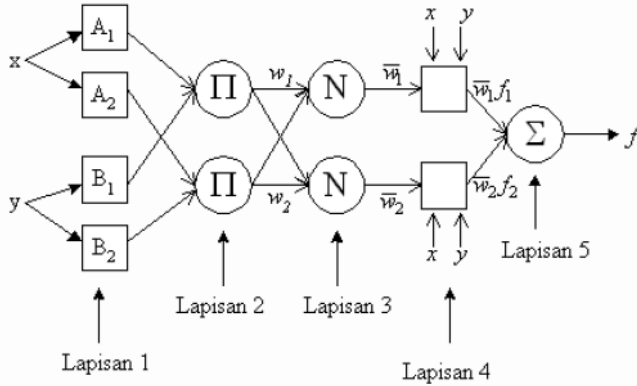 x y
A₁
x
A₂
Π w₁ N w̅₁ w̅₁f₁
Σ f
B₁
y
B₂
Π w₂ N w̅₂ w̅₂f₂
x y
Lapisan 5
Lapisan 2 Lapisan 3
Lapisan 1 Lapisan 4